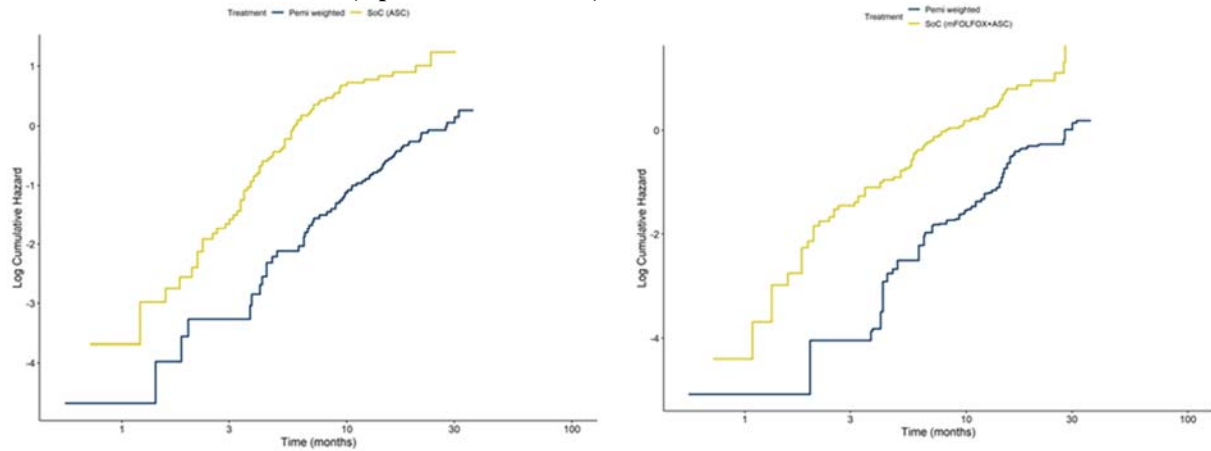 Treatment Pemi weighted SoC (ASC)
1
0
-1
-2
-3
-4
Log Cumulative Hazard
1 3 10 30 100
Time (months)
Treatment Pemi weighted
SoC (mFOLFOX+ASC)
0
-2
-4
Log Cumulative Hazard
1 3 10 30 100
Time (months)